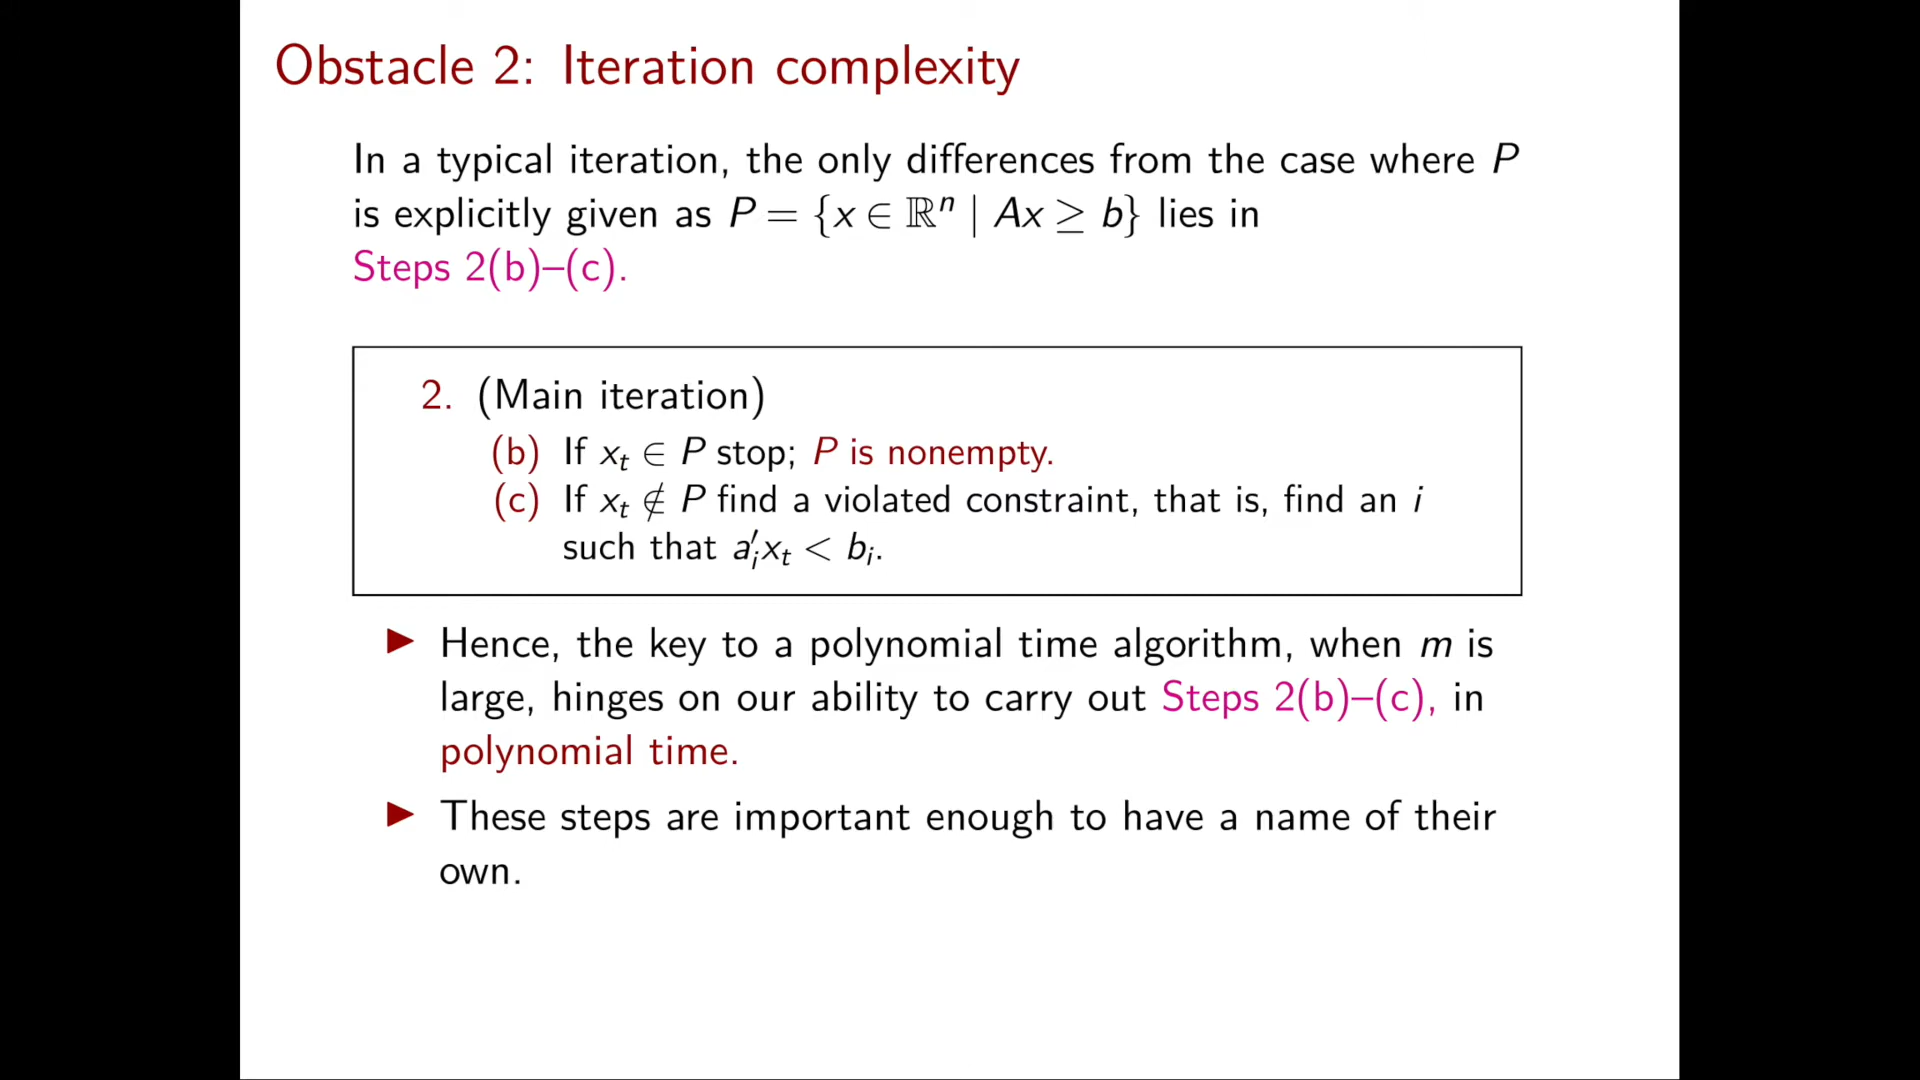 Obstacle 2: Iteration complexity
In a typical iteration, the only differences from the case where P
is explicitly given as P = {x ∈ ℝⁿ | Ax ≥ b} lies in
Steps 2(b)–(c).
2. (Main iteration)
(b) If xₜ ∈ P stop; P is nonempty.
(c) If xₜ ∉ P find a violated constraint, that is, find an i
such that a′ᵢxₜ < bᵢ.
▶ Hence, the key to a polynomial time algorithm, when m is
large, hinges on our ability to carry out Steps 2(b)–(c), in
polynomial time.
▶ These steps are important enough to have a name of their
own.